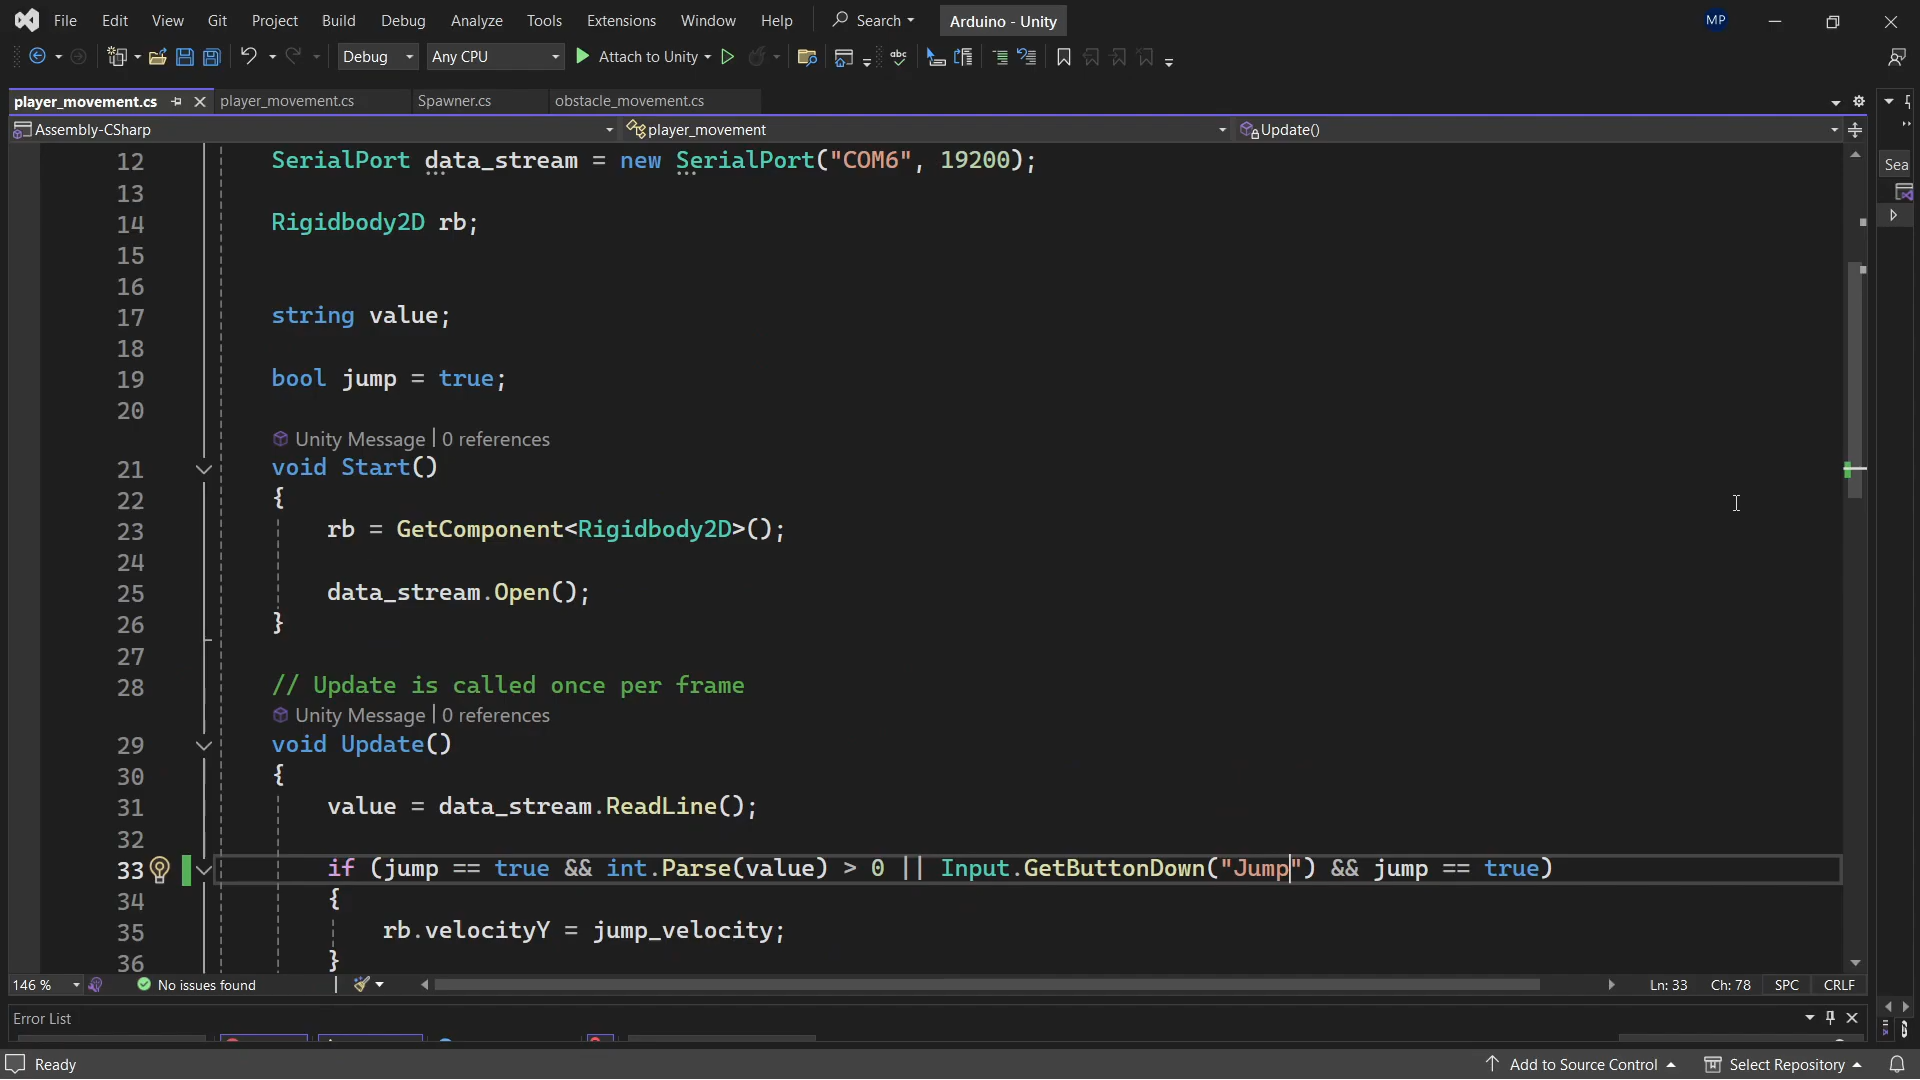 File Edit View Git Project Build Debug Analyze Tools Extensions Window Help Search Arduino - Unity MP
Debug Any CPU Attach to Unity abc
player_movement.cs player_movement.cs Spawner.cs obstacle_movement.cs
Assembly-CSharp player_movement Update()
Sea
12 SerialPort data_stream = new SerialPort("COM6", 19200);
13
14 Rigidbody2D rb;
15
16
17 string value;
18
19 bool jump = true;
20
Unity Message | 0 references
21 void Start()
22 {
23 rb = GetComponent<Rigidbody2D>();
24
25 data_stream.Open();
26 }
27
28 // Update is called once per frame
Unity Message | 0 references
29 void Update()
30 {
31 value = data_stream.ReadLine();
32
33 if (jump == true && int.Parse(value) > 0 || Input.GetButtonDown("Jump") && jump == true)
34 {
35 rb.velocityY = jump_velocity;
36 }
146 % No issues found Ln: 33 Ch: 78 SPC CRLF
Error List
Ready Add to Source Control Select Repository